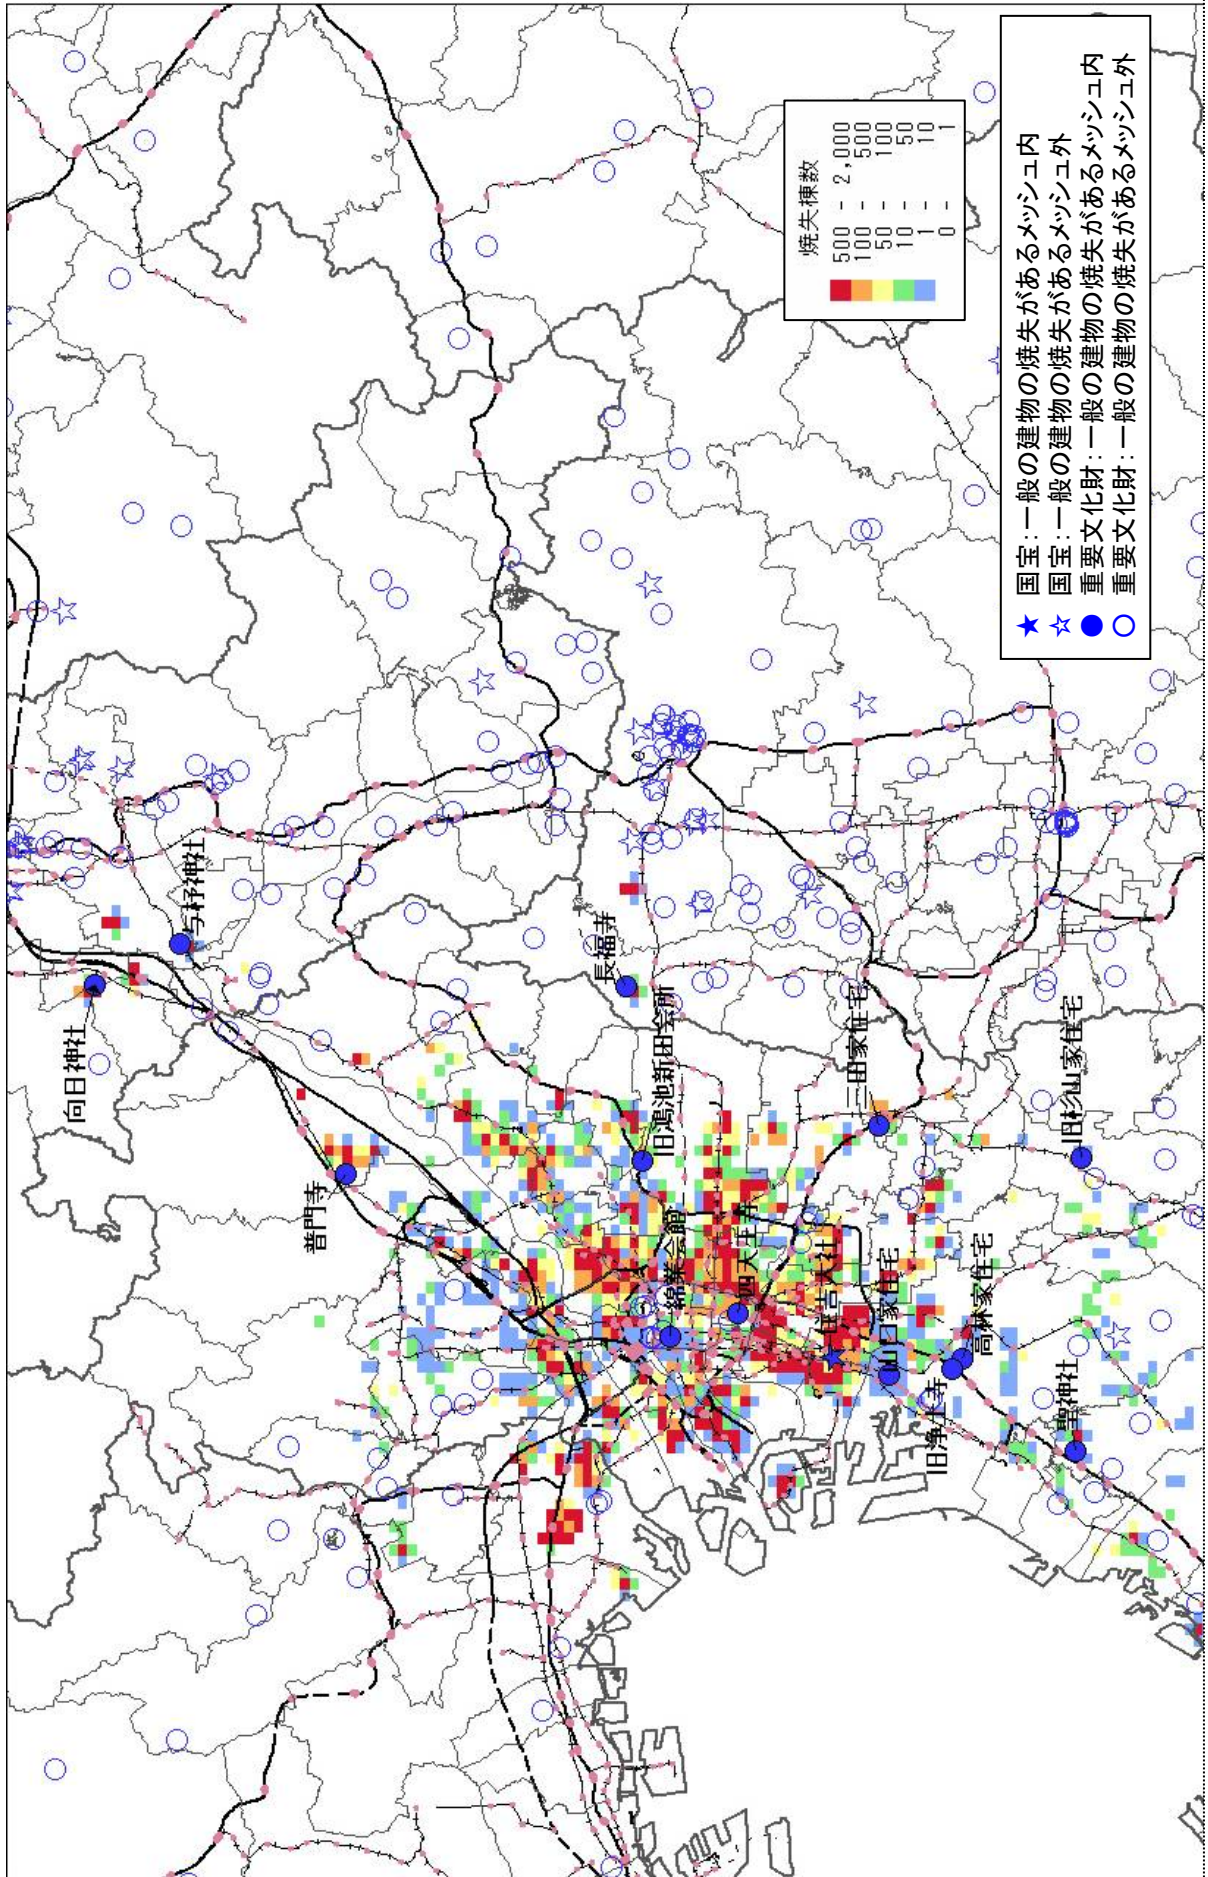 向日神社
与杼神社
普門寺
長福寺
旧鴻池新田会所
綿業会館
四天王寺
住吉大社
三田家住宅
山口家住宅
高林家住宅
旧浄土寺
旧杉山家住宅
聖神社
焼失棟数
500 - 2,000
100 - 500
50 - 100
10 - 50
1 - 10
0 - 1
★ 国宝:一般の建物の焼失があるメッシュ内
☆ 国宝:一般の建物の焼失があるメッシュ外
● 重要文化財:一般の建物の焼失があるメッシュ内
○ 重要文化財:一般の建物の焼失があるメッシュ外